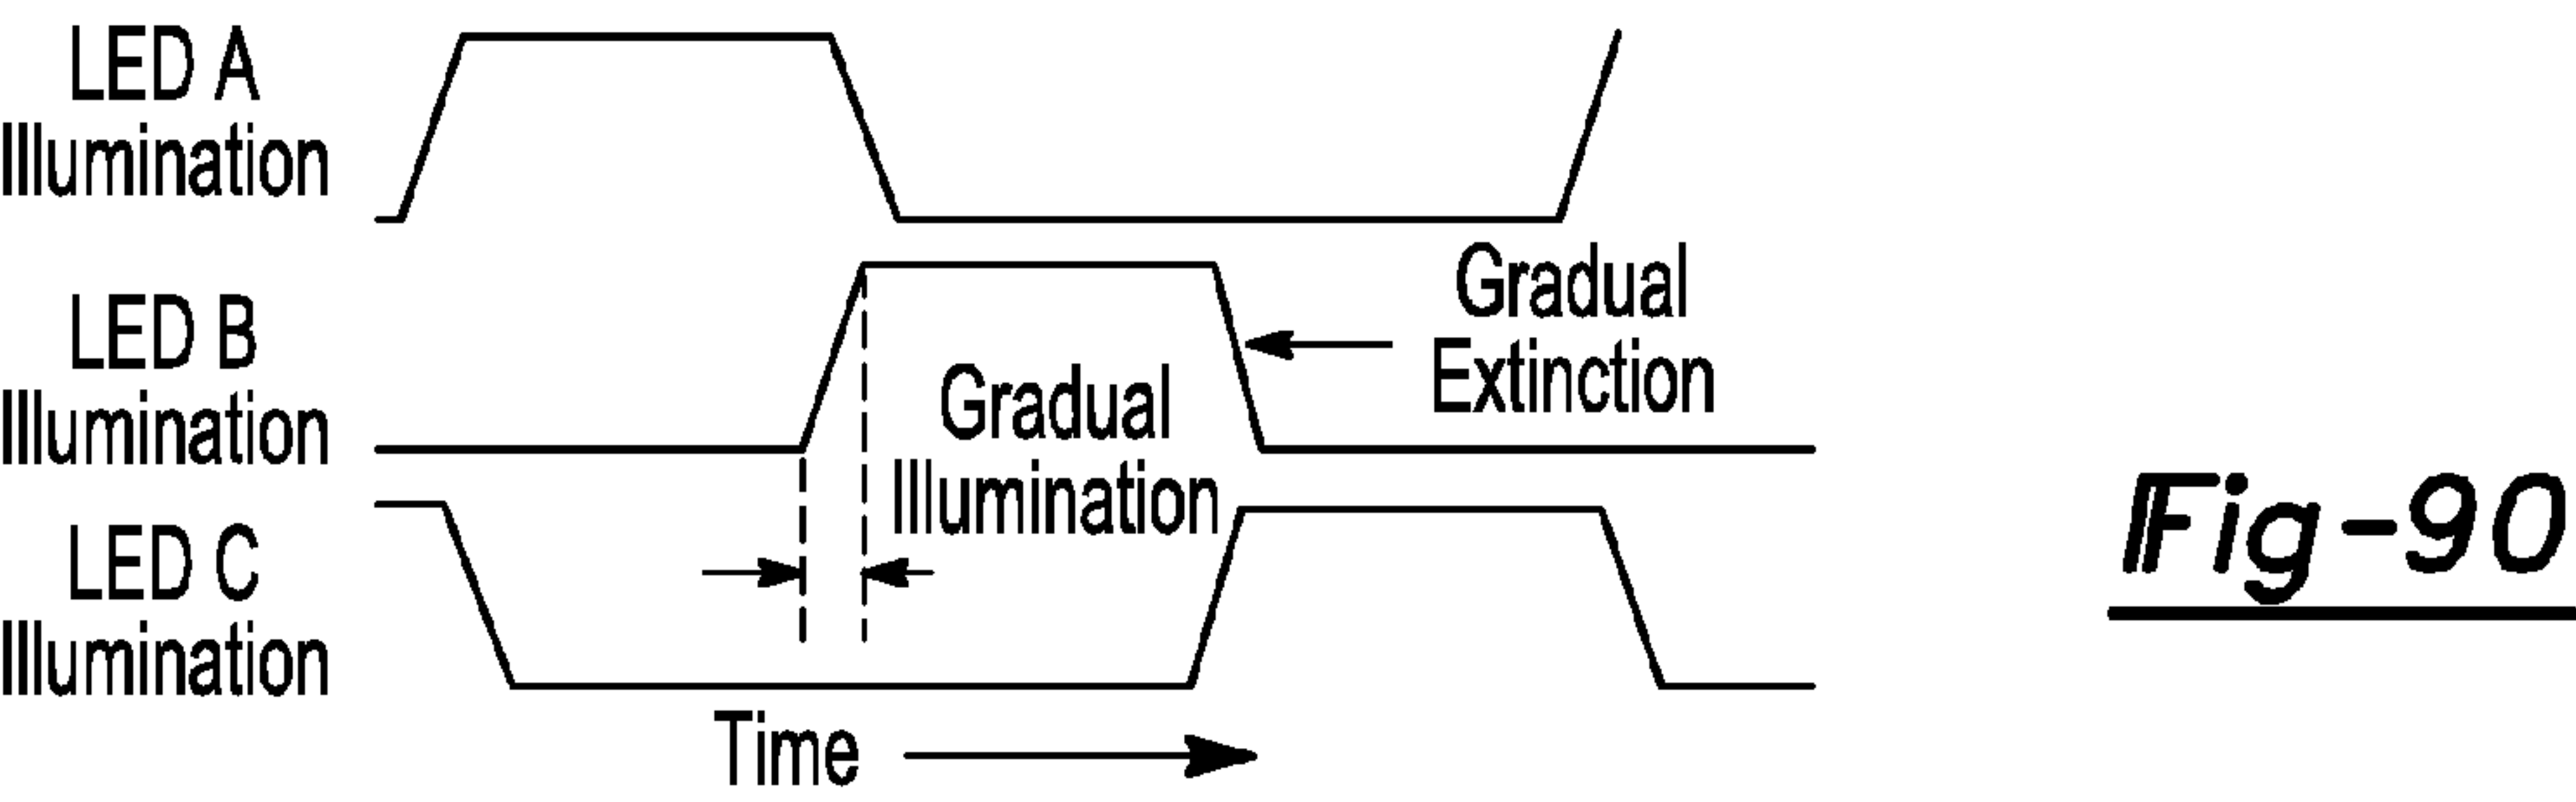 LED A
Illumination
LED B
Illumination
Gradual
Extinction
Gradual
Illumination
LED C
Illumination
Time
Fig-90